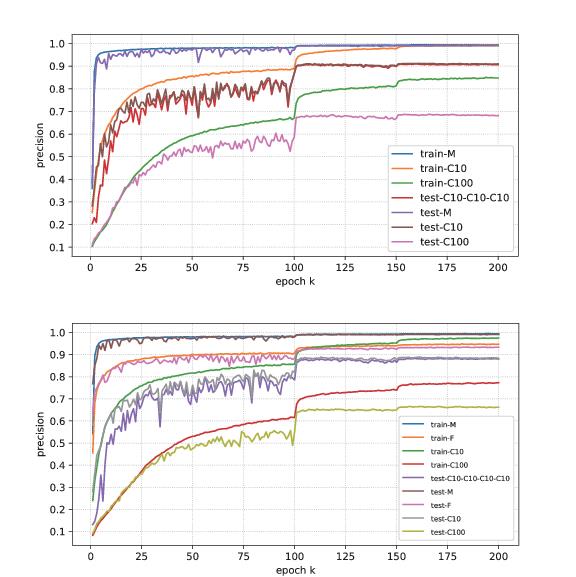 1.0
0.9
0.8
0.7
0.6
0.5
0.4
0.3
0.2
0.1
precision
train-M
train-C10
train-C100
test-C10-C10-C10
test-M
test-C10
test-C100
0 25 50 75 100 125 150 175 200
epoch k
1.0
0.9
0.8
0.7
0.6
0.5
0.4
0.3
0.2
0.1
precision
train-M
train-F
train-C10
train-C100
test-C10-C10-C10-C10
test-M
test-F
test-C10
test-C100
0 25 50 75 100 125 150 175 200
epoch k